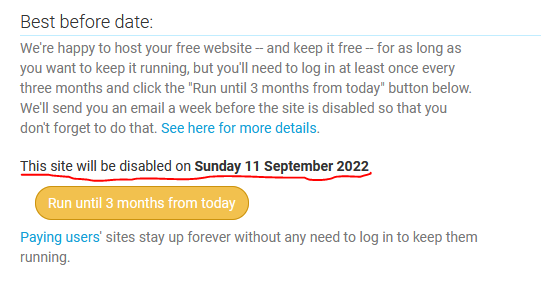 Best before date:
We're happy to host your free website -- and keep it free -- for as long as
you want to keep it running, but you'll need to log in at least once every
three months and click the "Run until 3 months from today" button below.
We'll send you an email a week before the site is disabled so that you
don't forget to do that. See here for more details.
This site will be disabled on Sunday 11 September 2022
Run until 3 months from today
Paying users' sites stay up forever without any need to log in to keep them
running.